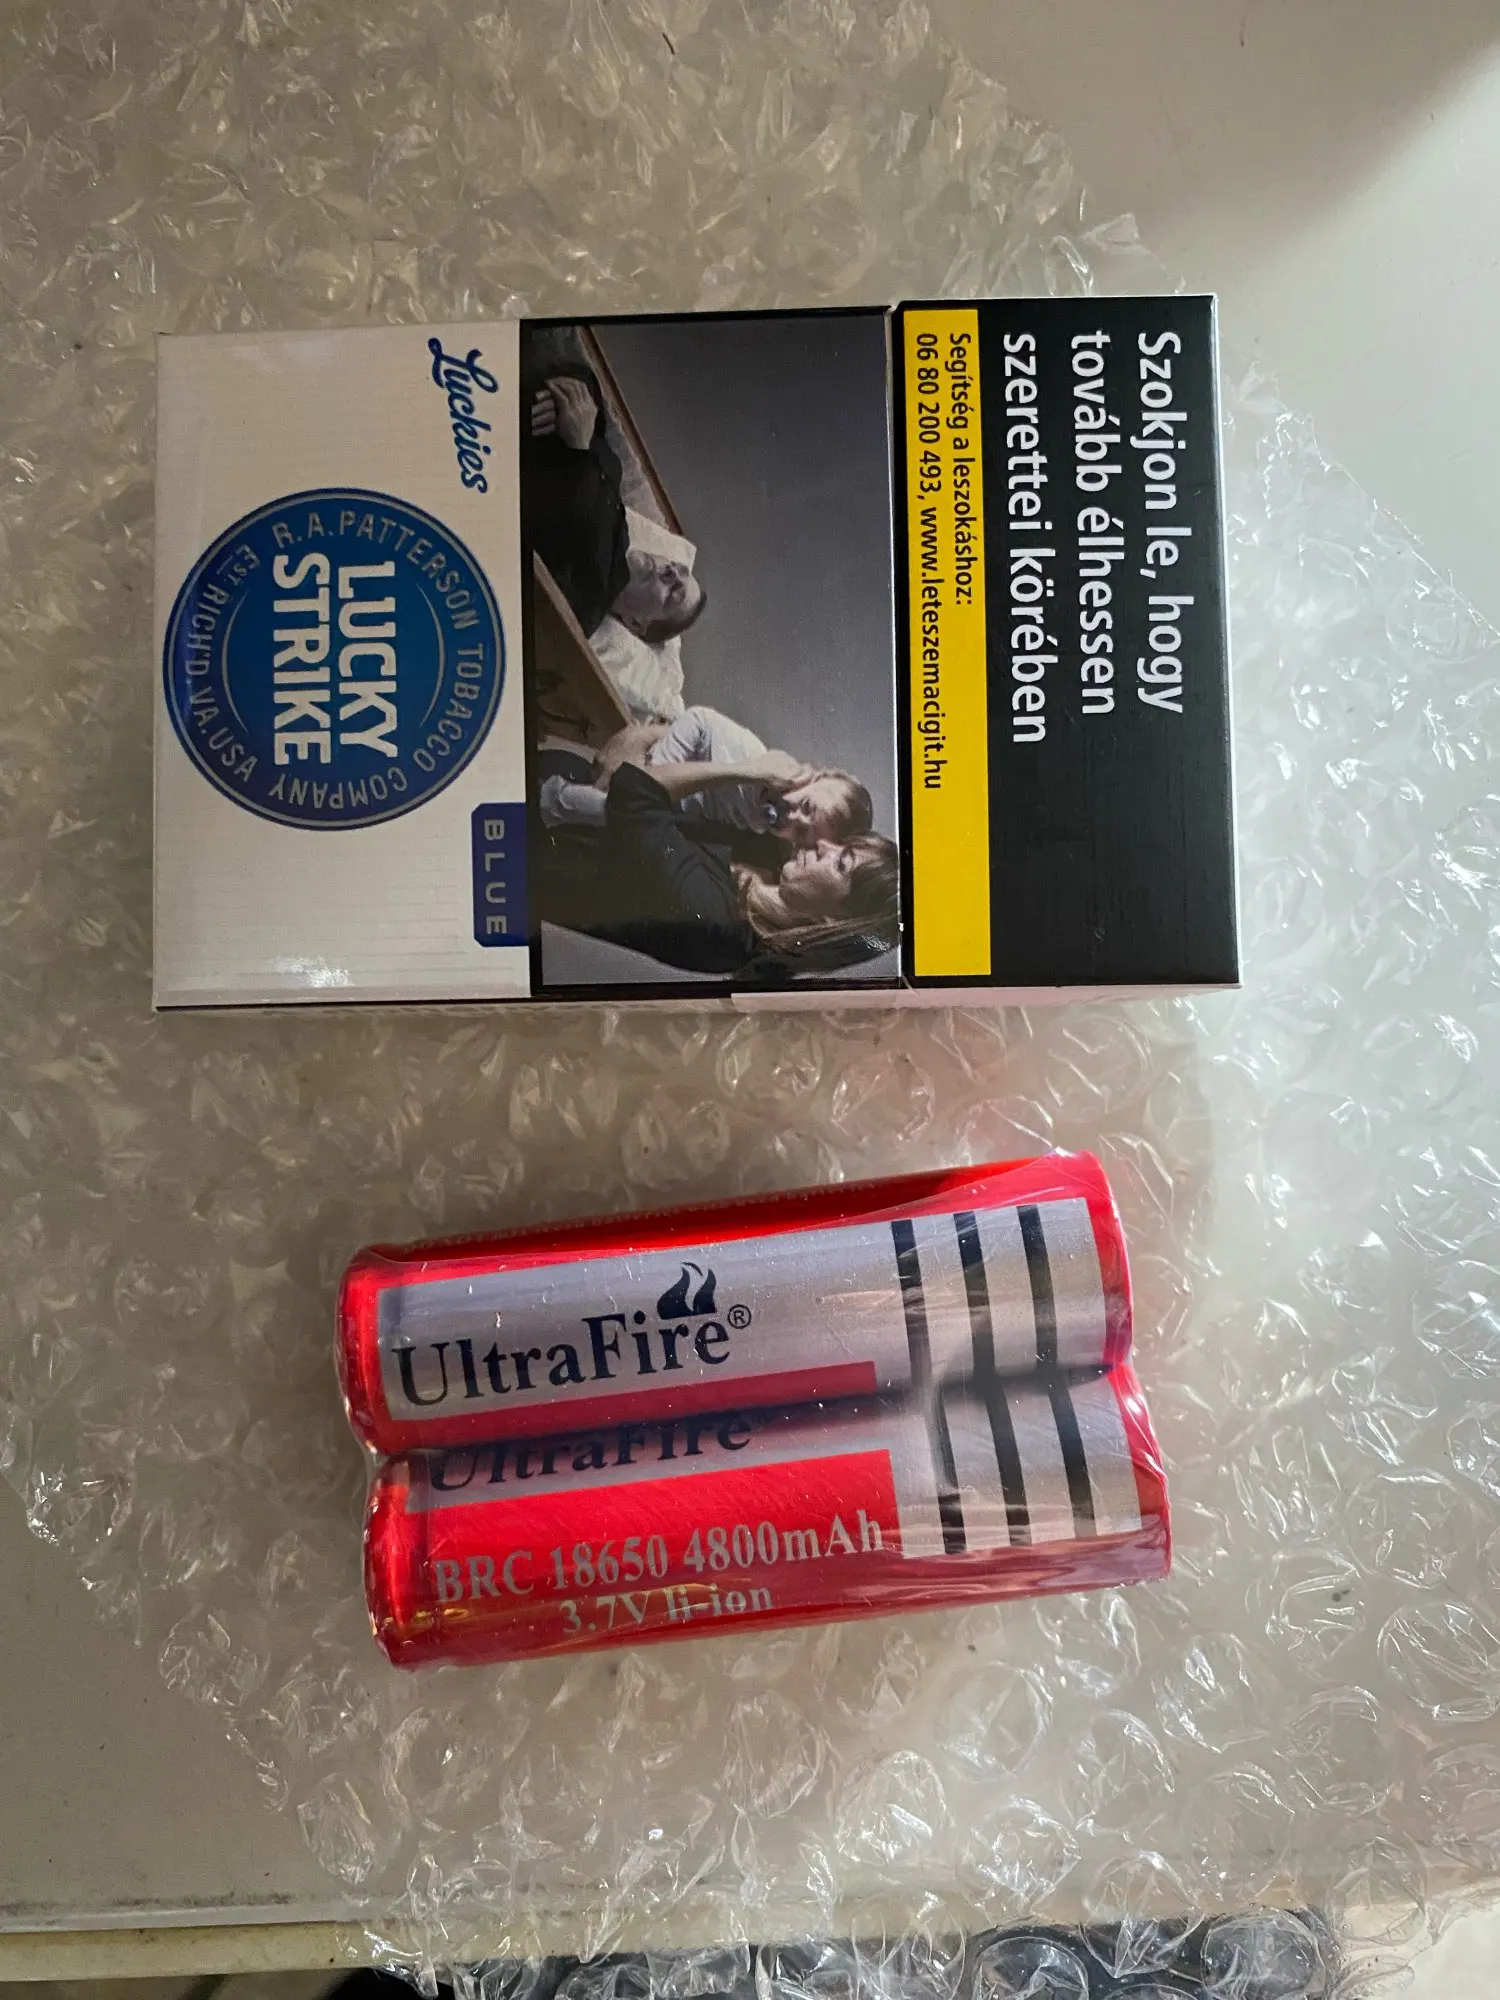 Szokjon le, hogy
tovább élhessen
szerettei körében
Segítség a leszokáshoz:
06 80 200 493, www.leteszemacigit.hu
Luckies
BLUE
R.A.PATTERSON TOBACCO COMPANY
LUCKY
STRIKE
EST. RICH'D.VA.USA
UltraFire®
UltraFire
BRC 18650 4800mAh
3.7V li-ion